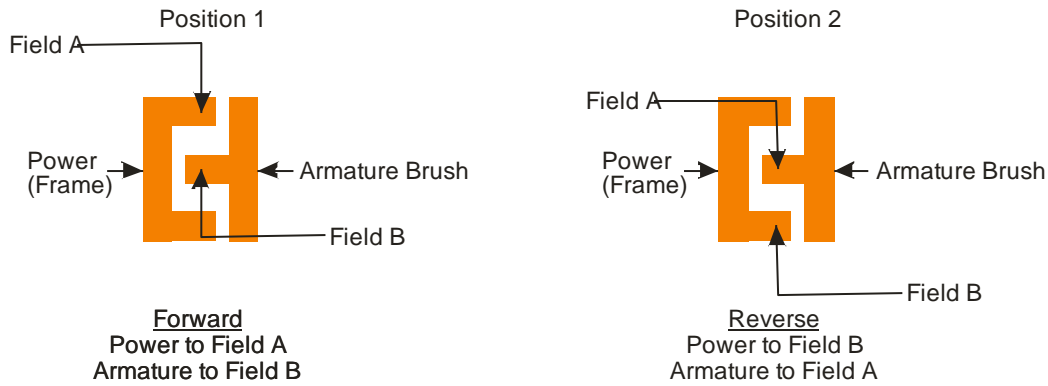 Position 1
Field A
Power
(Frame)
Armature Brush
Field B
Forward
Power to Field A
Armature to Field B
Position 2
Field A
Power
(Frame)
Armature Brush
Field B
Reverse
Power to Field B
Armature to Field A